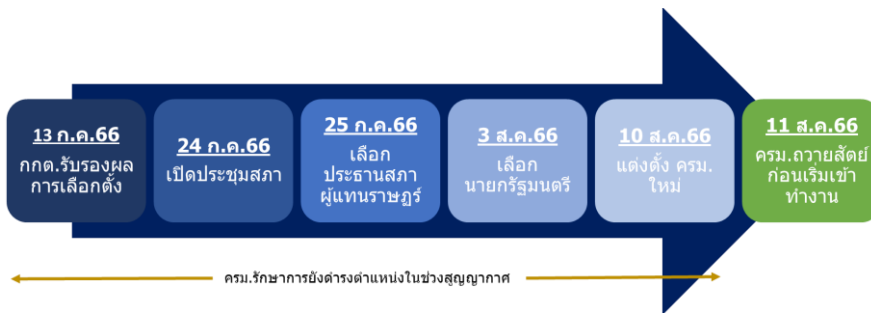 13 ก.ค.66
กกต.รับรองผล
การเลือกตั้ง
24 ก.ค.66
เปิดประชุมสภา
25 ก.ค.66
เลือก
ประธานสภา
ผู้แทนราษฎร์
3 ส.ค.66
เลือก
นายกรัฐมนตรี
10 ส.ค.66
แต่งตั้ง ครม.
ใหม่
11 ส.ค.66
ครม.ถวายสัตย์
ก่อนเริ่มเข้า
ทำงาน
ครม.รักษาการยังดำรงตำแหน่งในช่วงสูญญากาศ